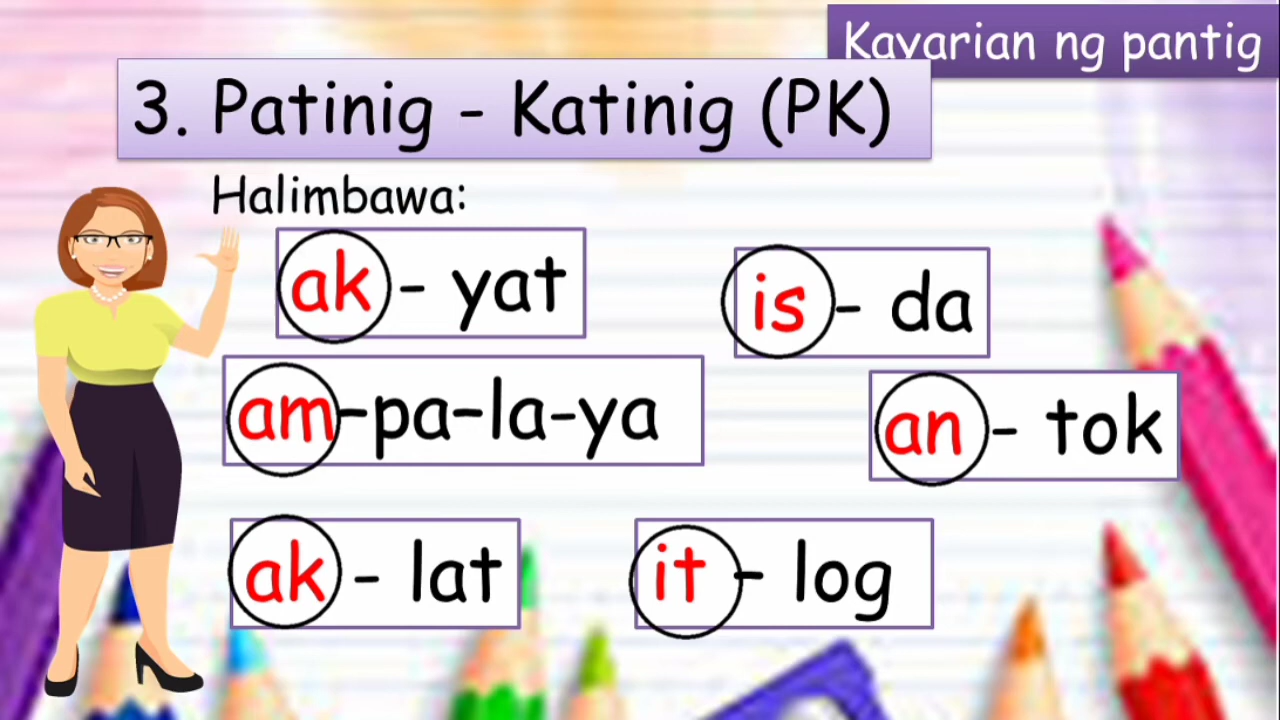 Kayarian ng pantig
3. Patinig - Katinig (PK)
Halimbawa:
ak - yat
is - da
am-pa-la-ya
an - tok
ak - lat
it - log